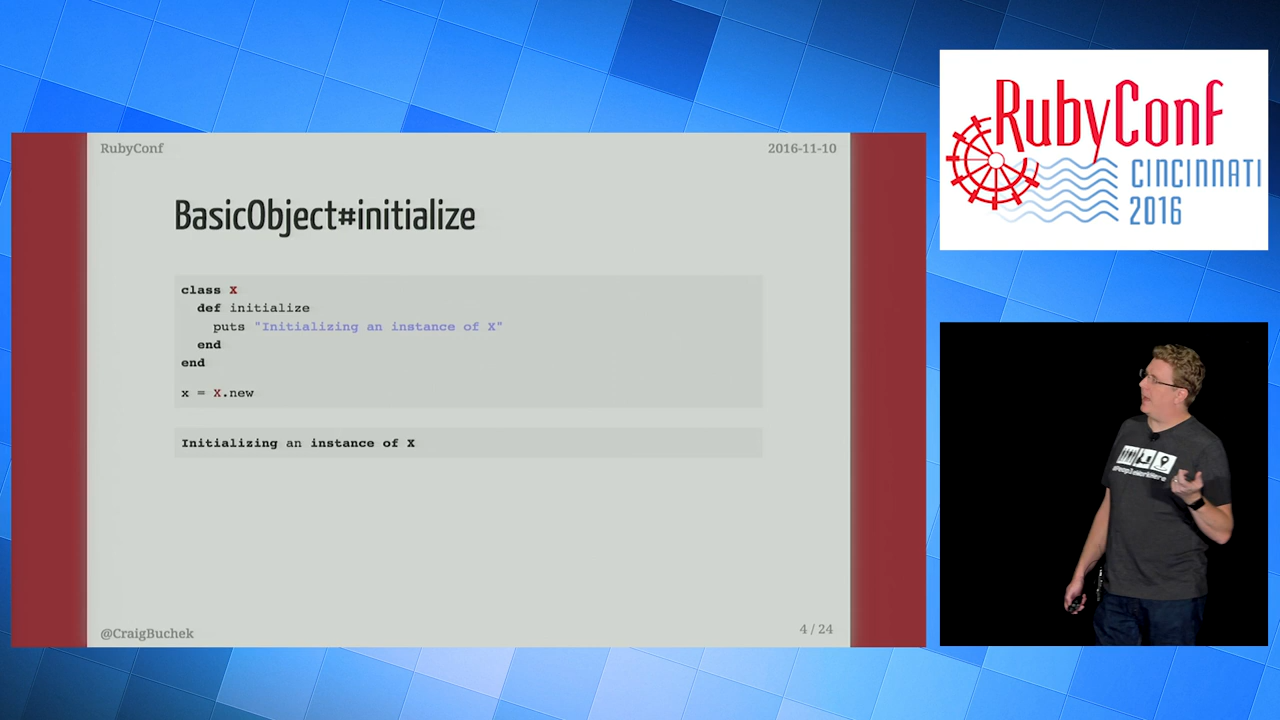 RubyConf
2016-11-10
BasicObject#initialize
class X
  def initialize
    puts "Initializing an instance of X"
  end
end
x = X.new
Initializing an instance of X
@CraigBuchek
4 / 24
RubyConf
CINCINNATI
2016
#PeopleWorkHere